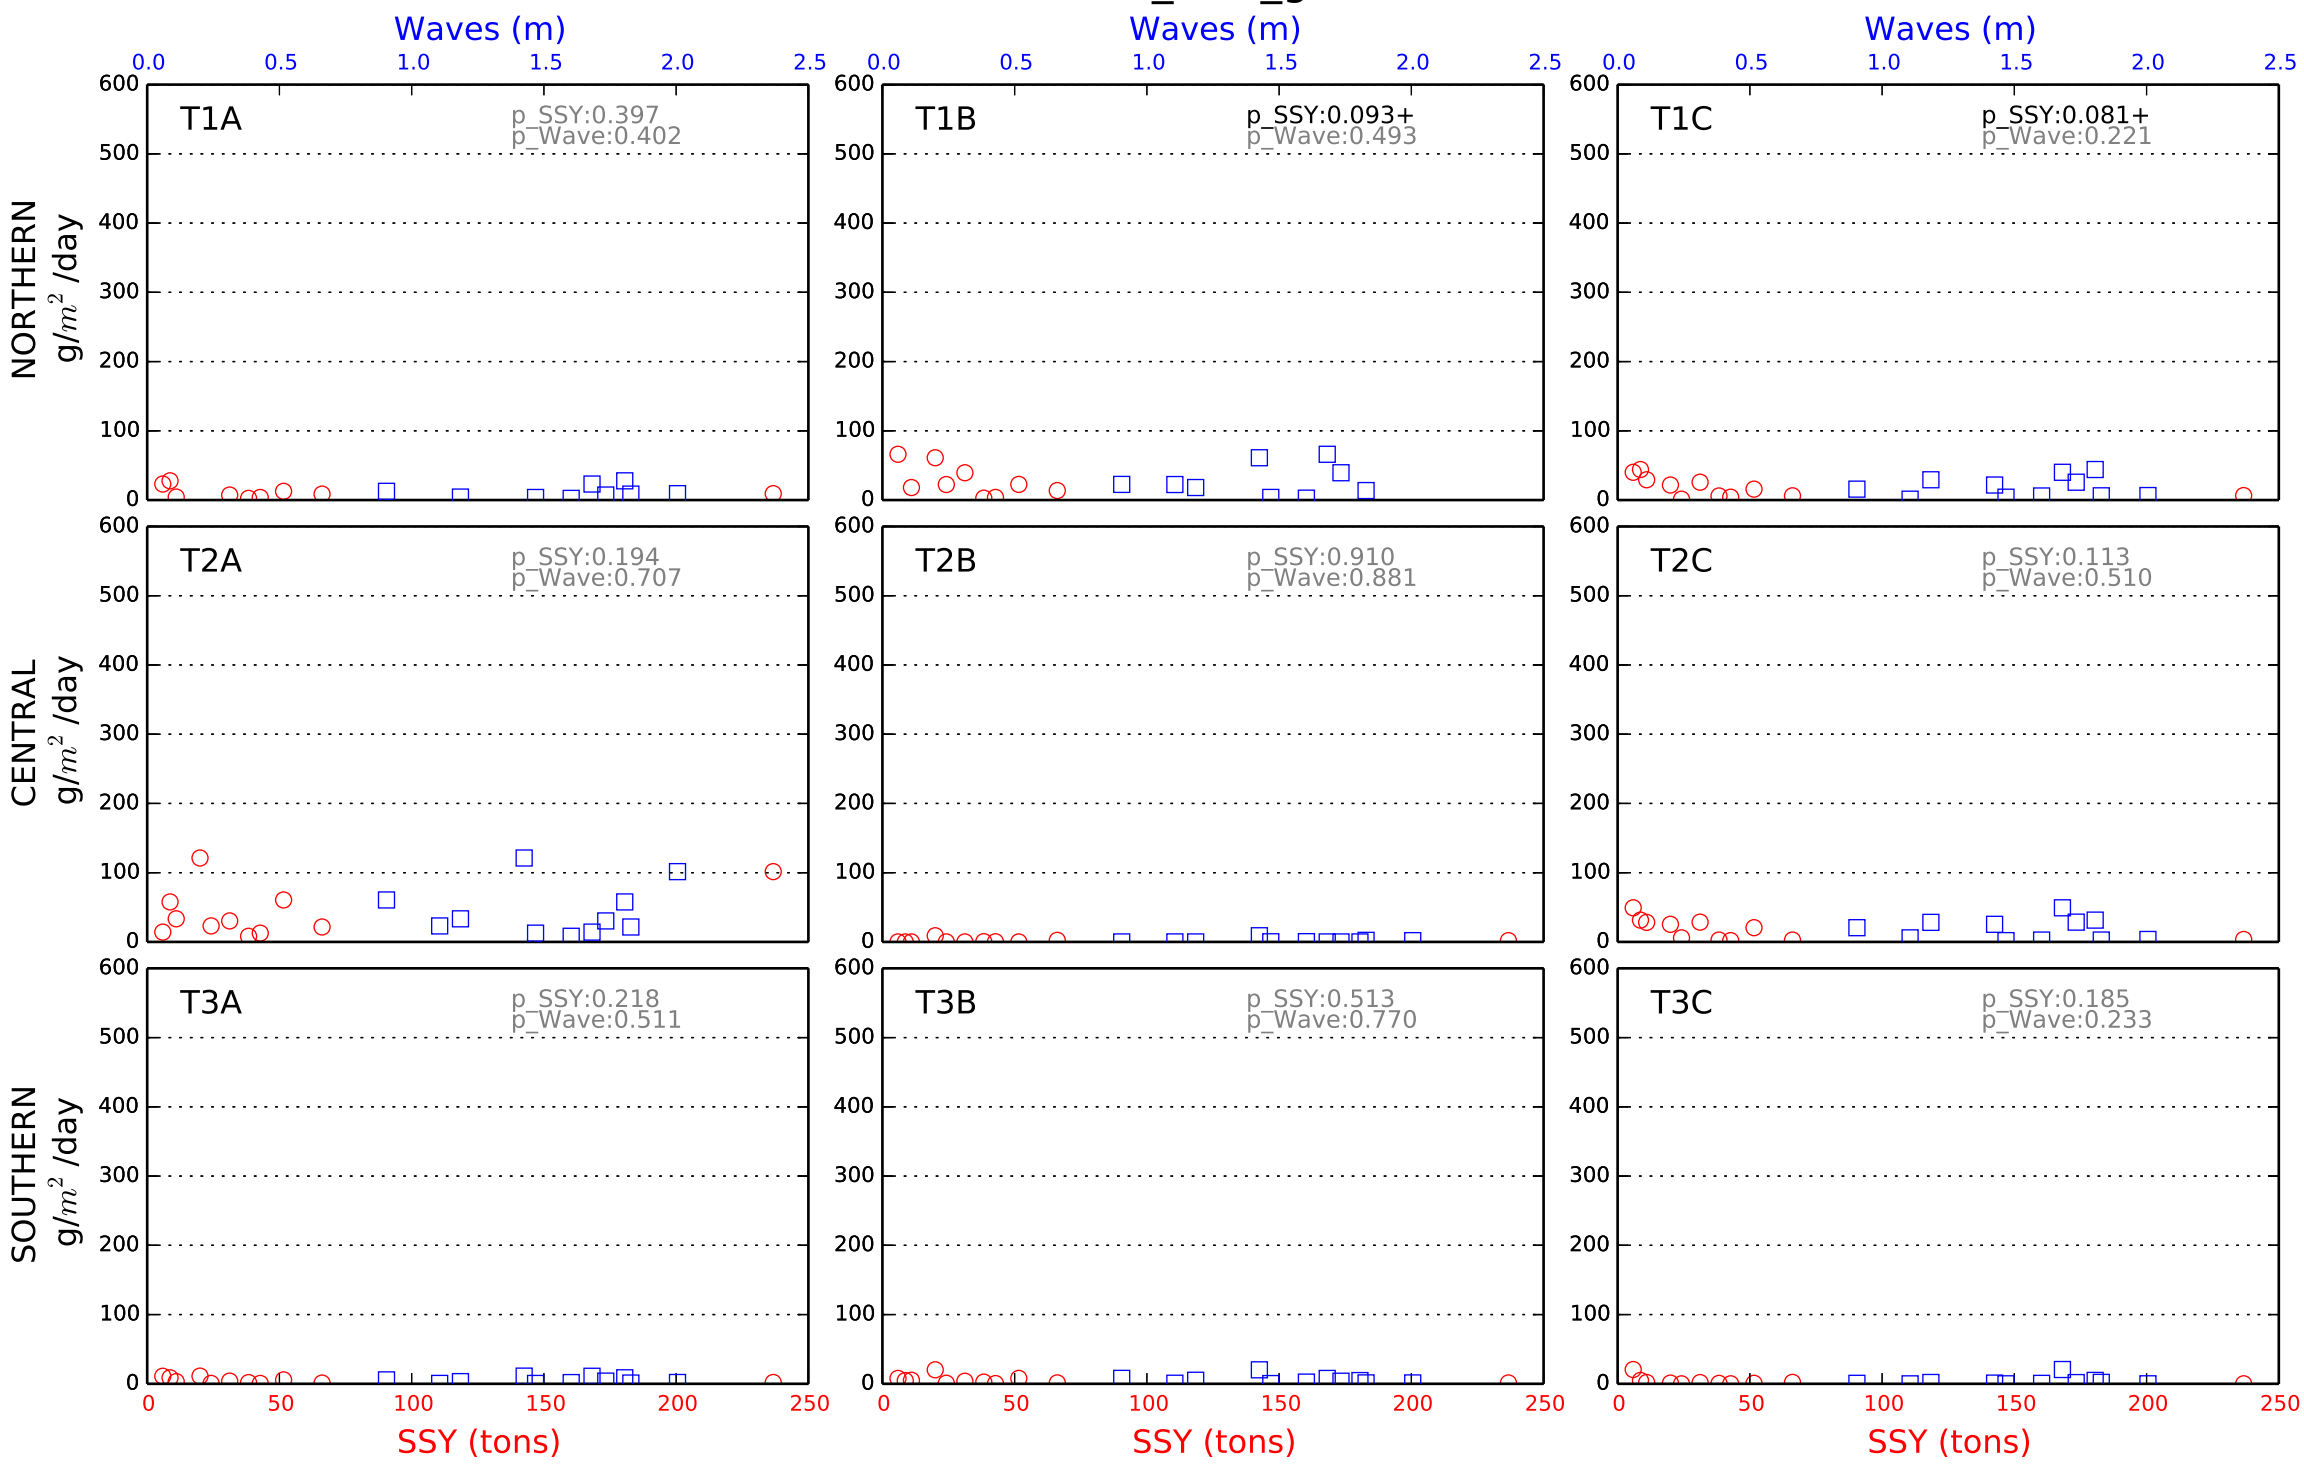 Waves (m) Waves (m) Waves (m)
0.0 0.5 1.0 1.5 2.0 2.5 0.0 0.5 1.0 1.5 2.0 2.5 0.0 0.5 1.0 1.5 2.0 2.5
NORTHERN
g/m² /day
600 500 400 300 200 100 0
T1A
p_SSY:0.397
p_Wave:0.402
600 500 400 300 200 100 0
T1B
p_SSY:0.093+
p_Wave:0.493
600 500 400 300 200 100 0
T1C
p_SSY:0.081+
p_Wave:0.221
CENTRAL
g/m² /day
600 500 400 300 200 100 0
T2A
p_SSY:0.194
p_Wave:0.707
600 500 400 300 200 100 0
T2B
p_SSY:0.910
p_Wave:0.881
600 500 400 300 200 100 0
T2C
p_SSY:0.113
p_Wave:0.510
SOUTHERN
g/m² /day
600 500 400 300 200 100 0
T3A
p_SSY:0.218
p_Wave:0.511
600 500 400 300 200 100 0
T3B
p_SSY:0.513
p_Wave:0.770
600 500 400 300 200 100 0
T3C
p_SSY:0.185
p_Wave:0.233
0 50 100 150 200 250 0 50 100 150 200 250 0 50 100 150 200 250
SSY (tons) SSY (tons) SSY (tons)